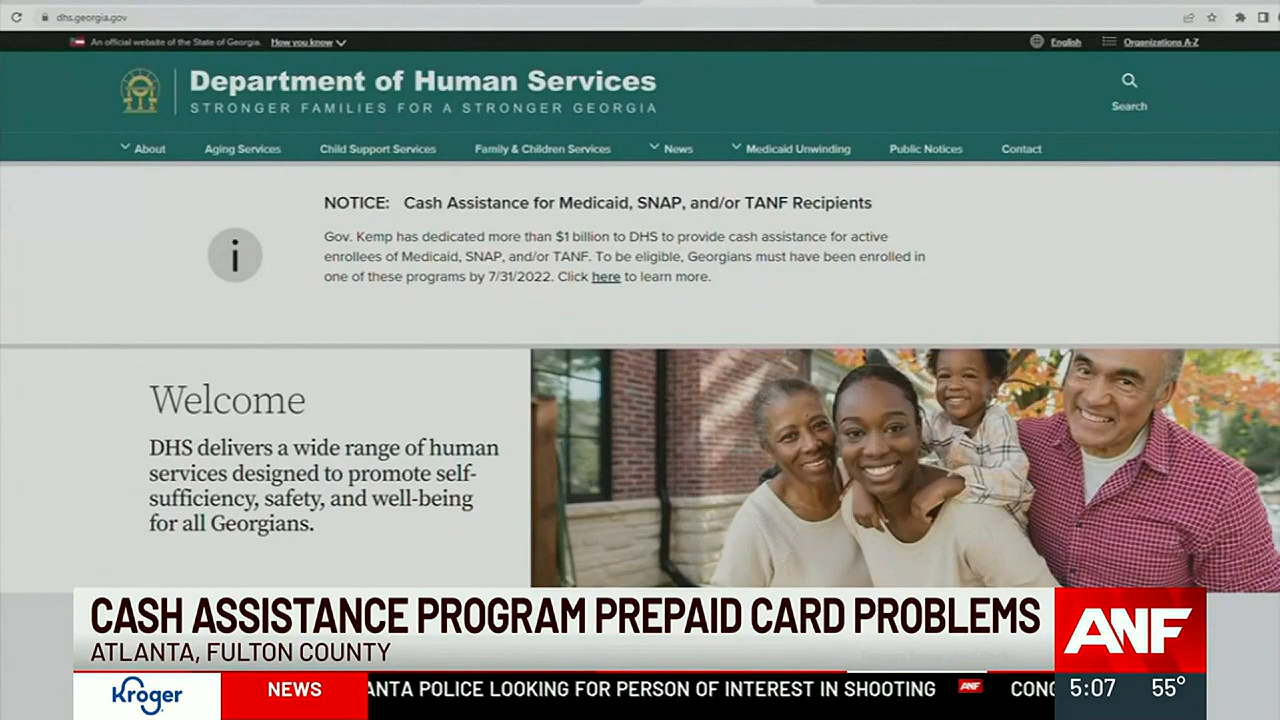 dhs.georgia.gov
An official website of the State of Georgia. How you know
English Organizations A-Z
Department of Human Services
STRONGER FAMILIES FOR A STRONGER GEORGIA
Search
About Aging Services Child Support Services Family & Children Services News Medicaid Unwinding Public Notices Contact
NOTICE: Cash Assistance for Medicaid, SNAP, and/or TANF Recipients
i
Gov. Kemp has dedicated more than $1 billion to DHS to provide cash assistance for active
enrollees of Medicaid, SNAP, and/or TANF. To be eligible, Georgians must have been enrolled in
one of these programs by 7/31/2022. Click here to learn more.
Welcome
DHS delivers a wide range of human
services designed to promote self-
sufficiency, safety, and well-being
for all Georgians.
CASH ASSISTANCE PROGRAM PREPAID CARD PROBLEMS
ATLANTA, FULTON COUNTY
ANF
Kroger
NEWS
ANTA POLICE LOOKING FOR PERSON OF INTEREST IN SHOOTING ANF CONG
5:07 55°